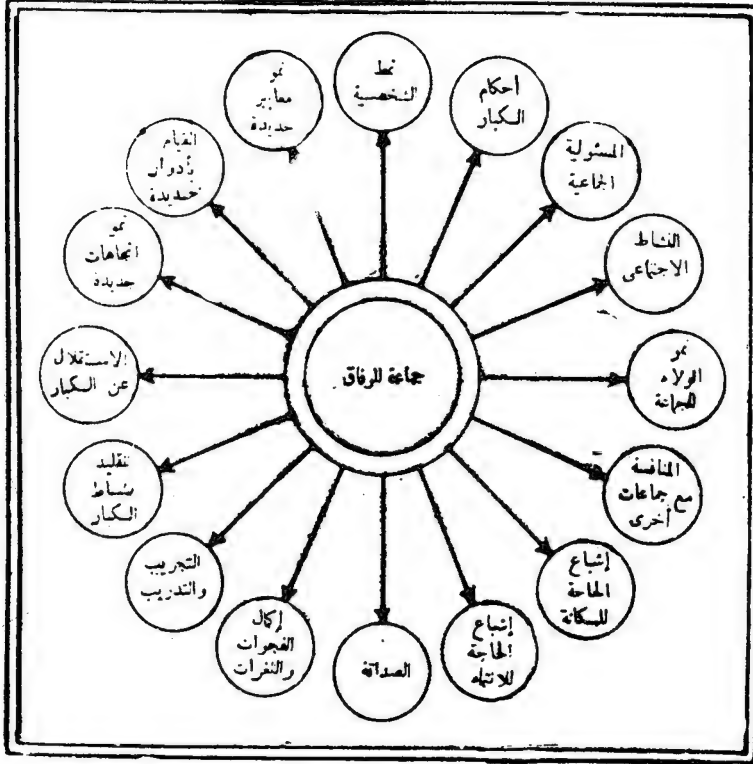 نمط
الشخصية
أحكام
الكبار
المسئولية
الجماعية
النشاط
الاجتماعى
نمو
الولاء
للجماعة
المنافسة
مع جماعات
أخرى
إشباع
الحاجة
للمكانة
إشباع
الحاجة
للانتماء
الصداقة
إكمال
الفجوات
والثغرات
التجريب
والتدريب
تقليد
نشاط
الكبار
الاستقلال
عن الكبار
نمو
اتجاهات
جديدة
القيام
بأدوار
جديدة
نمو
معايير
جديدة
جماعة الرفاق